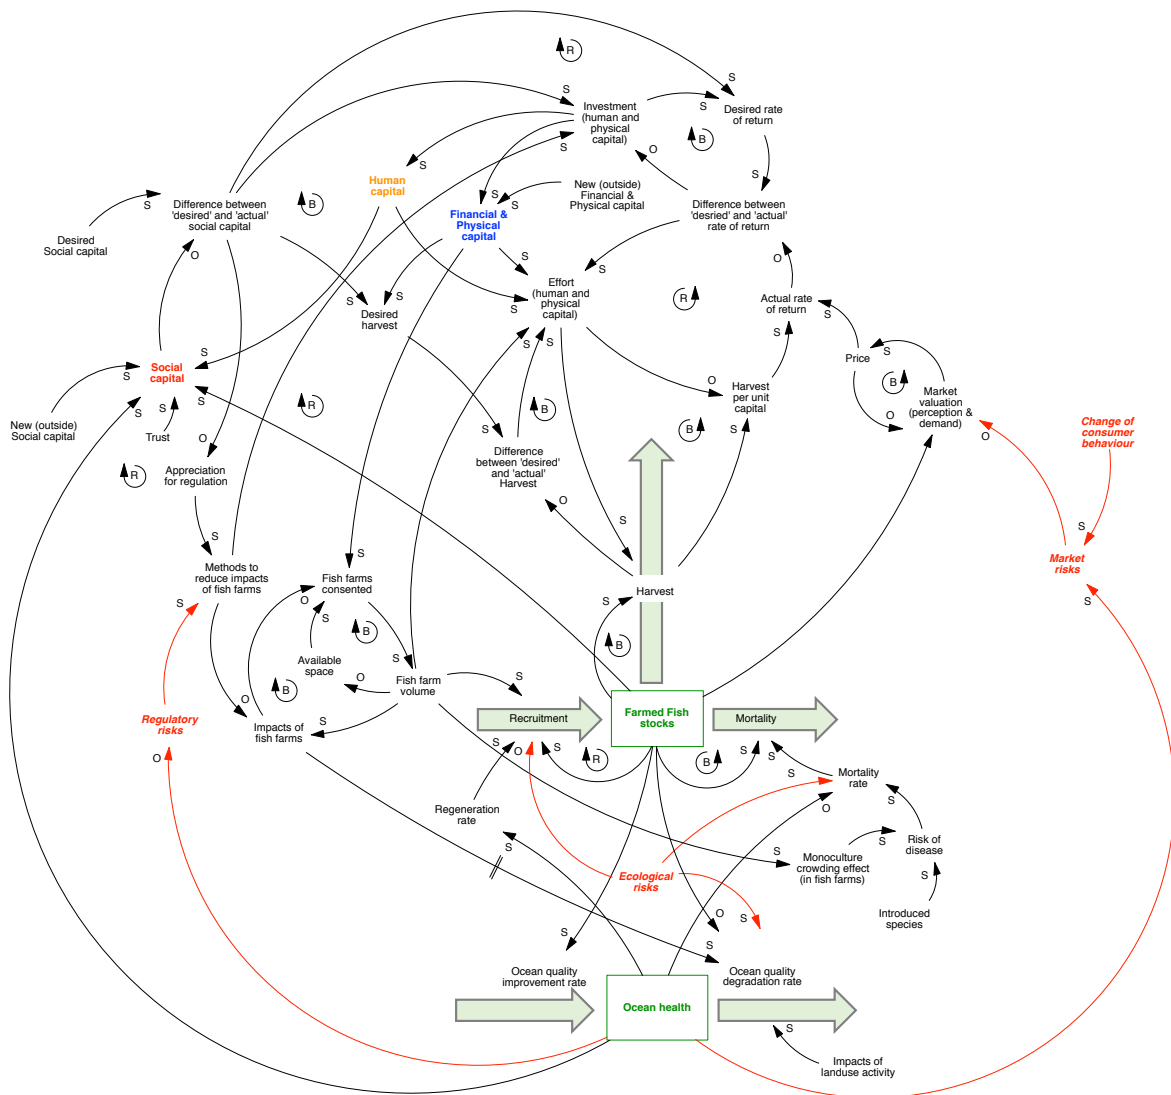 R
S
S
Investment
(human and
physical
capital)
S
S
Desired rate
of return
B
S
S
O
Human
capital
S
New (outside)
Financial &
Physical capital
S
S
S
Difference between
'desired' and 'actual'
social capital
B
Financial &
Physical
capital
Difference between
'desried' and 'actual'
rate of return
Desired
Social capital
S
O
S
S
O
Effort
(human and
physical
capital)
S
S
S
R
Actual rate
of return
S
Desired
harvest
S
S
S
S
Price
S
B
Social
capital
S
S
S
S
O
Harvest
per unit
capital
Market
valuation
(perception &
demand)
O
R
B
B
S
S
O
Change of
consumer
behaviour
New (outside)
Social capital
Trust
O
Difference
between 'desired'
and 'actual'
Harvest
R
Appreciation
for regulation
O
S
S
S
S
Market
risks
Methods to
reduce impacts
of fish farms
Fish farms
consented
Harvest
S
O
S
S
S
B
B
Available
space
S
Fish farm
volume
B
O
O
S
Regulatory
risks
Impacts of
fish farms
S
Recruitment
Farmed Fish
stocks
Mortality
O
S
O
S
R
B
S
S
S
Mortality
rate
S
Regeneration
rate
O
S
S
S
Risk of
disease
Monoculture
crowding effect
(in fish farms)
S
Ecological
risks
O
S
Introduced
species
S
S
Ocean quality
improvement rate
Ocean quality
degradation rate
Ocean health
S
Impacts of
landuse activity